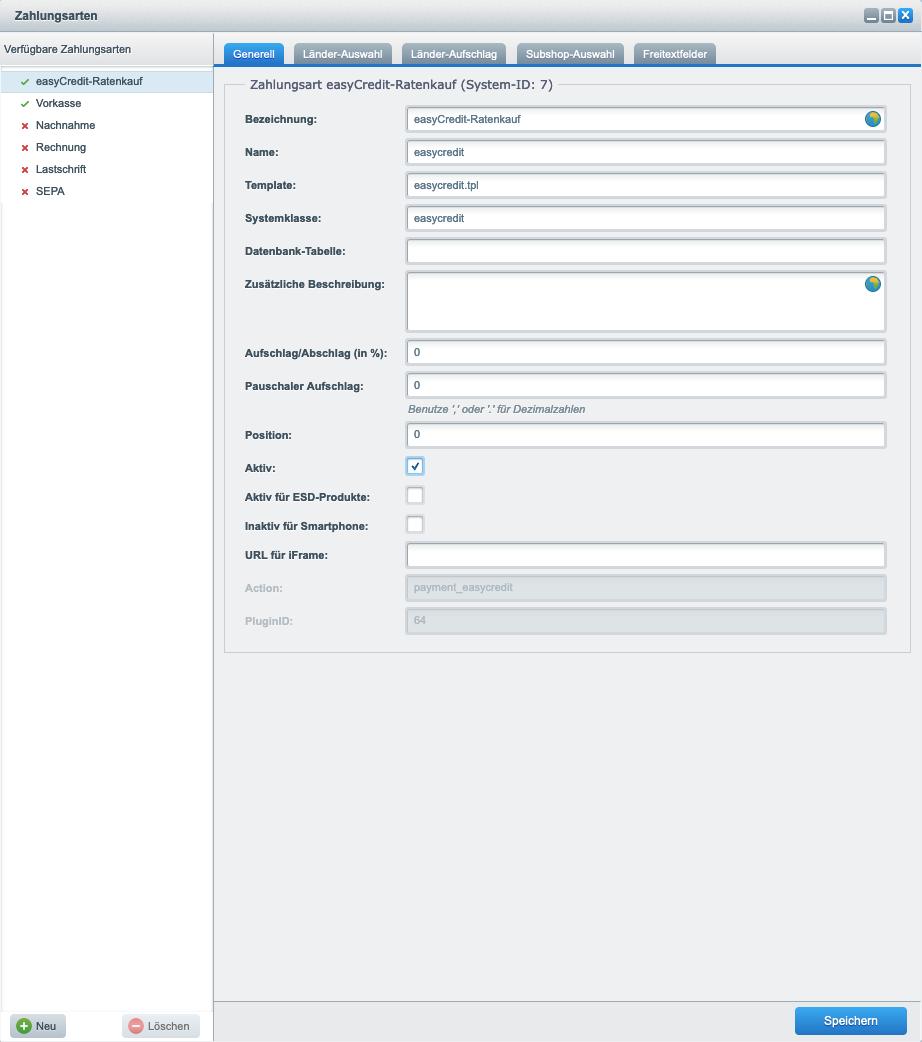 Zahlungsarten
Verfügbare Zahlungsarten
easyCredit-Ratenkauf
Vorkasse
Nachnahme
Rechnung
Lastschrift
SEPA
Neu
Löschen
Generell Länder-Auswahl Länder-Aufschlag Subshop-Auswahl Freitextfelder
Zahlungsart easyCredit-Ratenkauf (System-ID: 7)
Bezeichnung: easyCredit-Ratenkauf
Name: easycredit
Template: easycredit.tpl
Systemklasse: easycredit
Datenbank-Tabelle:
Zusätzliche Beschreibung:
Aufschlag/Abschlag (in %): 0
Pauschaler Aufschlag: 0
Benutze ',' oder '.' für Dezimalzahlen
Position: 0
Aktiv:
Aktiv für ESD-Produkte:
Inaktiv für Smartphone:
URL für iFrame:
Action: payment_easycredit
PluginID: 64
Speichern